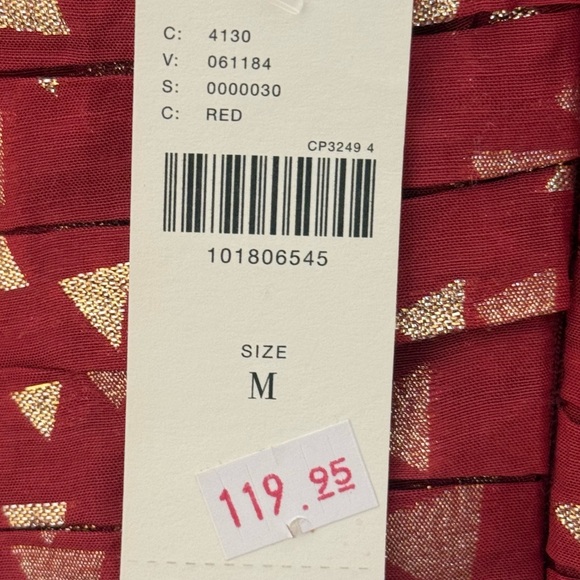 C: 4130
V: 061184
S: 0000030
C: RED
CP3249 4
101806545
SIZE
M
119.95